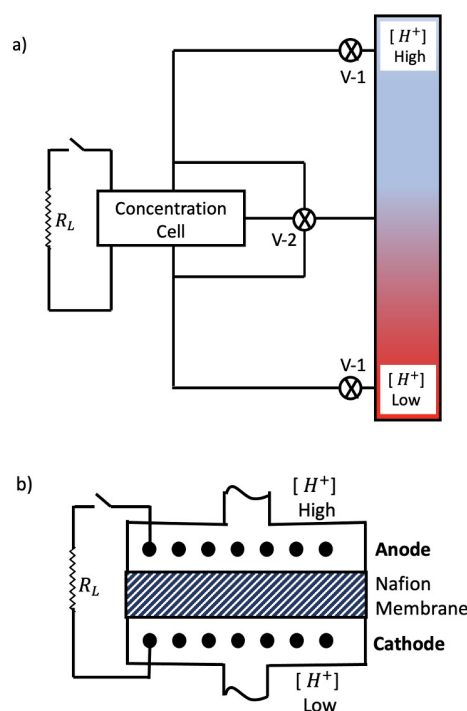 a)
[ H⁺ ]
High
V-1
R_L
Concentration
Cell
V-2
V-1
[ H⁺ ]
Low
b)
[ H⁺ ]
High
Anode
R_L
Nafion
Membrane
Cathode
[ H⁺ ]
Low